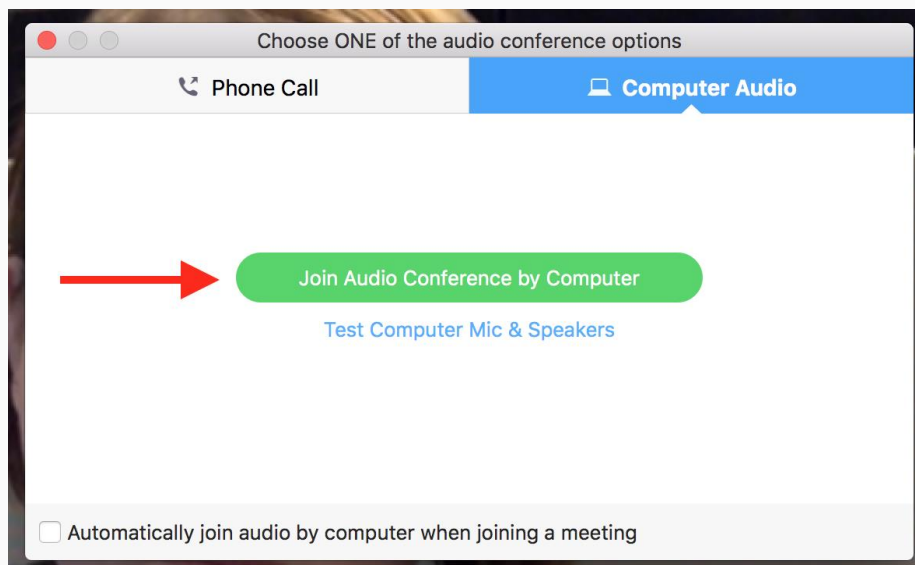 Choose ONE of the audio conference options
Phone Call
Computer Audio
Join Audio Conference by Computer
Test Computer Mic & Speakers
Automatically join audio by computer when joining a meeting